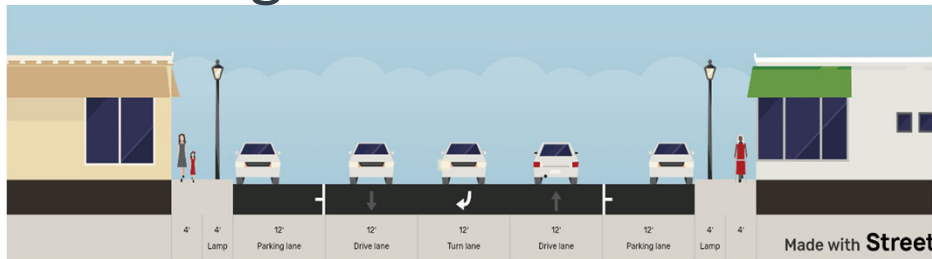 4' 4' 12' 12' 12' 12' 12' 4' 4'
Lamp Parking lane Drive lane Turn lane Drive lane Parking lane Lamp
Made with Street